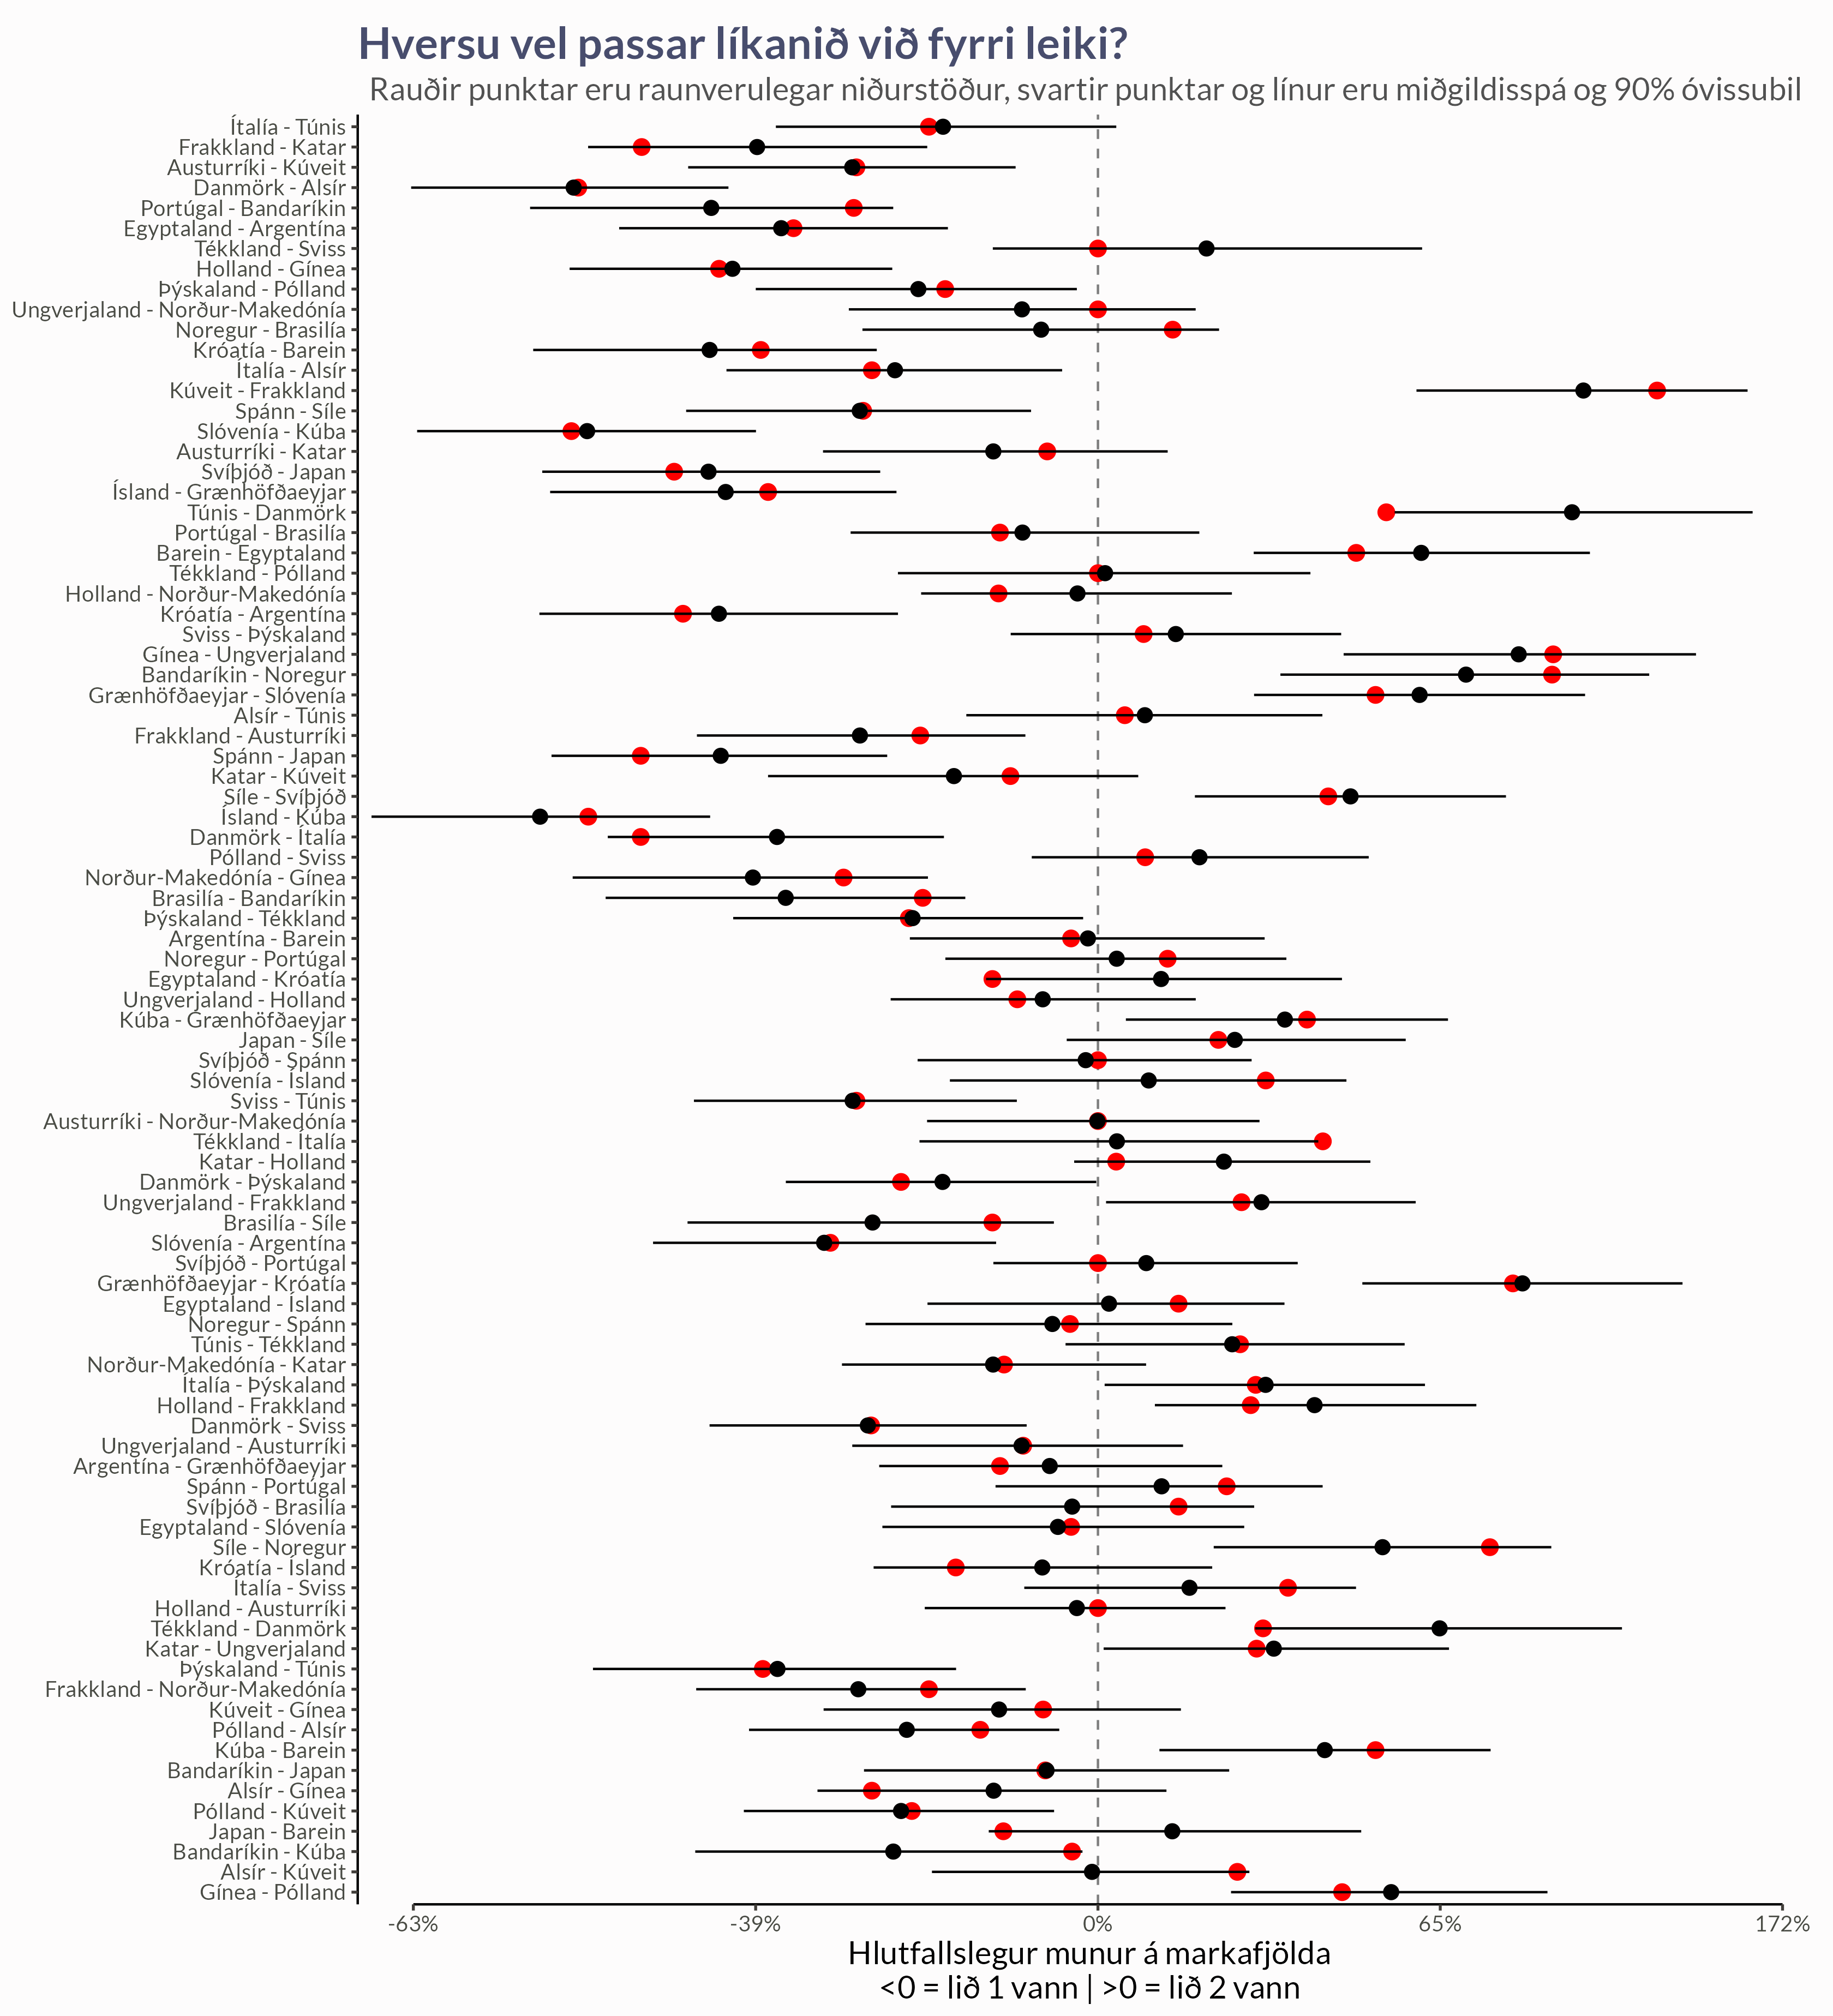 Hversu vel passar líkanið við fyrri leiki?
Rauðir punktar eru raunverulegar niðurstöður, svartir punktar og línur eru miðgildisspá og 90% óvissubil
Ítalía - Túnis
Frakkland - Katar
Austurríki - Kúveit
Danmörk - Alsír
Portúgal - Bandaríkin
Egyptaland - Argentína
Tékkland - Sviss
Holland - Gínea
Þýskaland - Pólland
Ungverjaland - Norður-Makedónía
Noregur - Brasilía
Króatía - Barein
Ítalía - Alsír
Kúveit - Frakkland
Spánn - Síle
Slóvenía - Kúba
Austurríki - Katar
Svíþjóð - Japan
Ísland - Grænhöfðaeyjar
Túnis - Danmörk
Portúgal - Brasilía
Barein - Egyptaland
Tékkland - Pólland
Holland - Norður-Makedónía
Króatía - Argentína
Sviss - Þýskaland
Gínea - Ungverjaland
Bandaríkin - Noregur
Grænhöfðaeyjar - Slóvenía
Alsír - Túnis
Frakkland - Austurríki
Spánn - Japan
Katar - Kúveit
Síle - Svíþjóð
Ísland - Kúba
Danmörk - Ítalía
Pólland - Sviss
Norður-Makedónía - Gínea
Brasilía - Bandaríkin
Þýskaland - Tékkland
Argentína - Barein
Noregur - Portúgal
Egyptaland - Króatía
Ungverjaland - Holland
Kúba - Grænhöfðaeyjar
Japan - Síle
Svíþjóð - Spánn
Slóvenía - Ísland
Sviss - Túnis
Austurríki - Norður-Makedónía
Tékkland - Ítalía
Katar - Holland
Danmörk - Þýskaland
Ungverjaland - Frakkland
Brasilía - Síle
Slóvenía - Argentína
Svíþjóð - Portúgal
Grænhöfðaeyjar - Króatía
Egyptaland - Ísland
Noregur - Spánn
Túnis - Tékkland
Norður-Makedónía - Katar
Ítalía - Þýskaland
Holland - Frakkland
Danmörk - Sviss
Ungverjaland - Austurríki
Argentína - Grænhöfðaeyjar
Spánn - Portúgal
Svíþjóð - Brasilía
Egyptaland - Slóvenía
Síle - Noregur
Króatía - Ísland
Ítalía - Sviss
Holland - Austurríki
Tékkland - Danmörk
Katar - Ungverjaland
Þýskaland - Túnis
Frakkland - Norður-Makedónía
Kúveit - Gínea
Pólland - Alsír
Kúba - Barein
Bandaríkin - Japan
Alsír - Gínea
Pólland - Kúveit
Japan - Barein
Bandaríkin - Kúba
Alsír - Kúveit
Gínea - Pólland
-63% -39% 0% 65% 172%
Hlutfallslegur munur á markafjölda
<0 = lið 1 vann | >0 = lið 2 vann